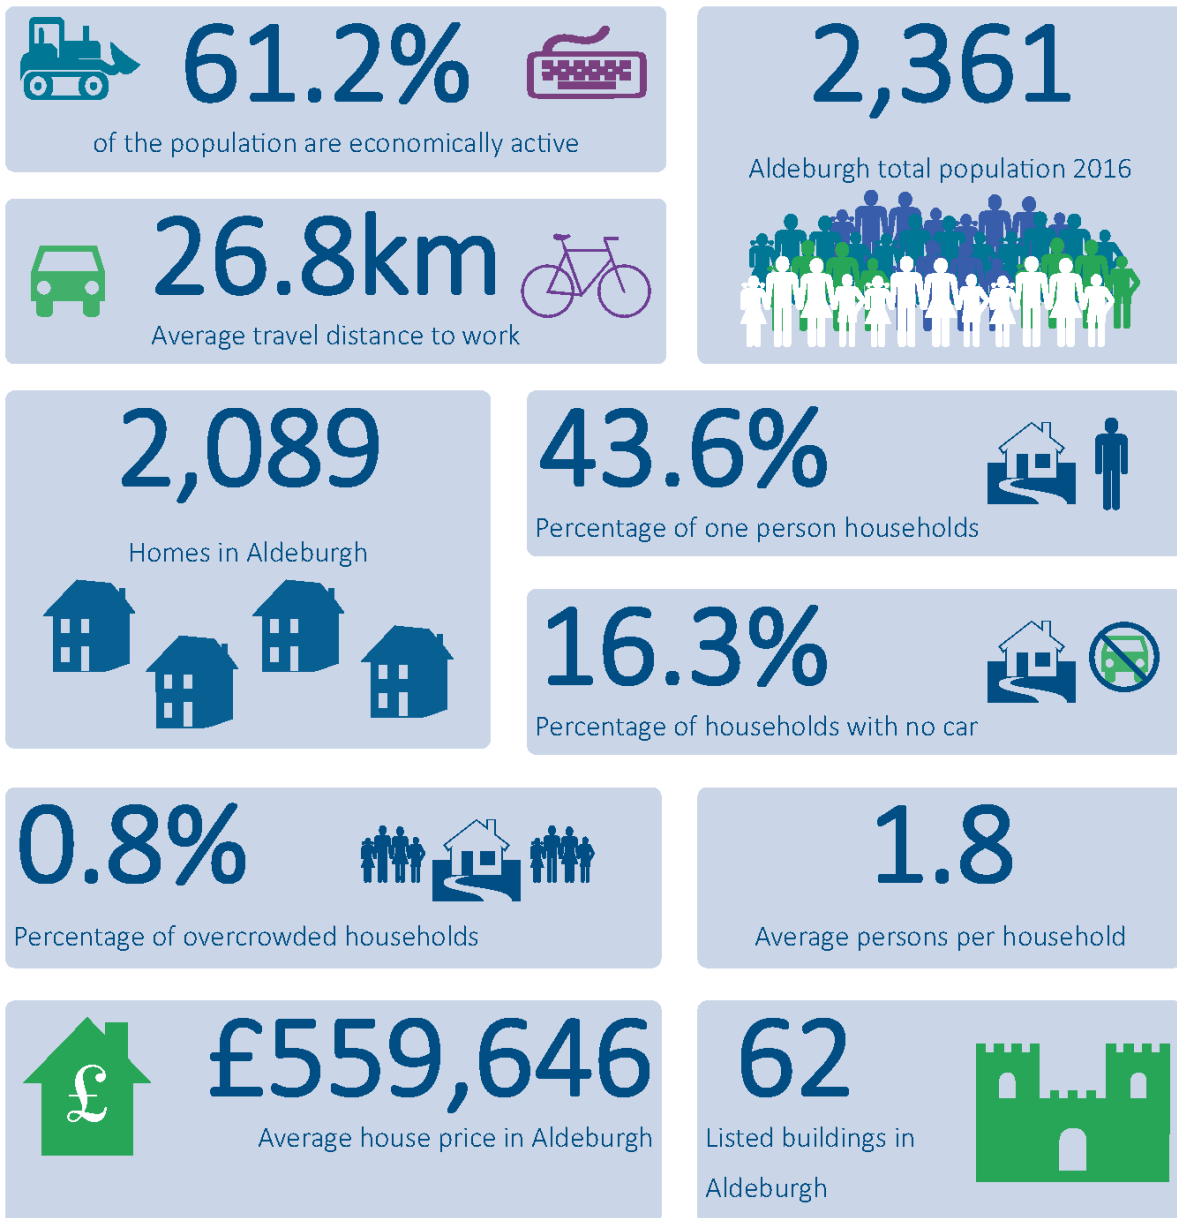 61.2%
of the population are economically active
2,361
Aldeburgh total population 2016
26.8km
Average travel distance to work
2,089
Homes in Aldeburgh
43.6%
Percentage of one person households
16.3%
Percentage of households with no car
0.8%
Percentage of overcrowded households
1.8
Average persons per household
£
£559,646
Average house price in Aldeburgh
62
Listed buildings in
Aldeburgh